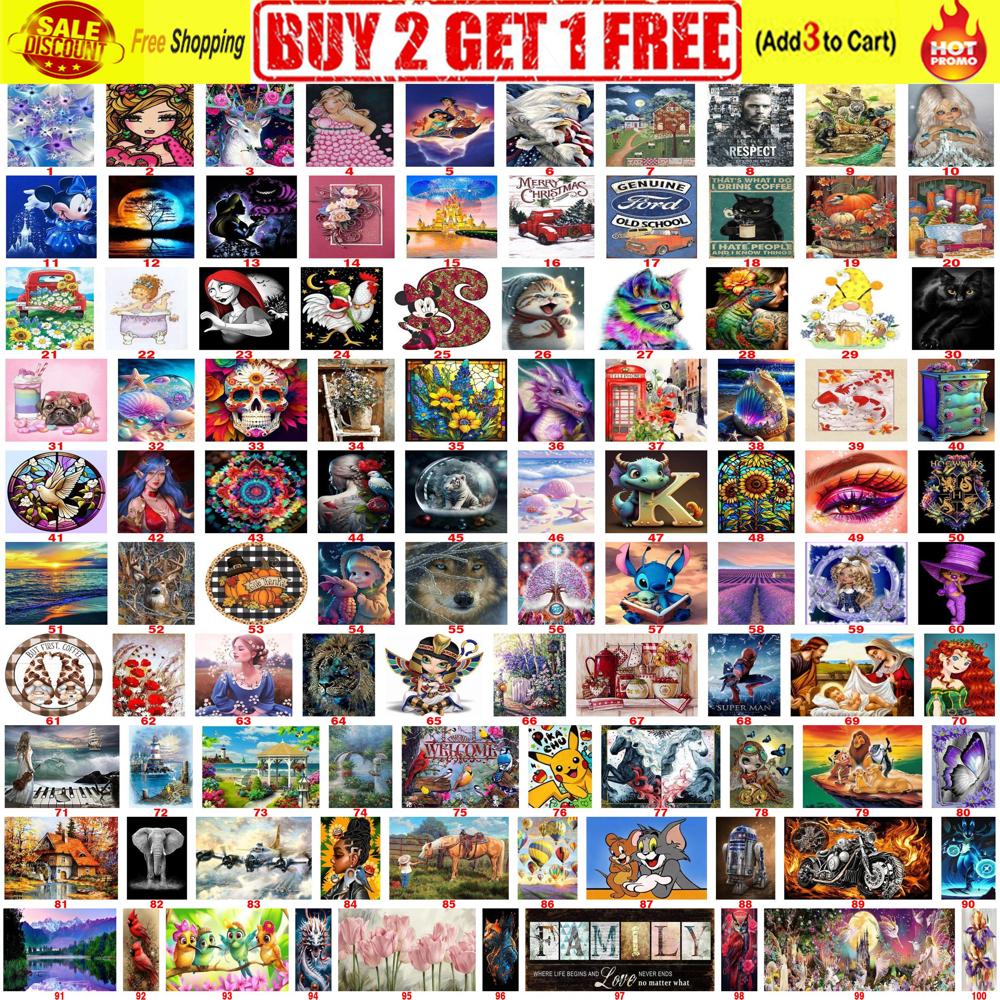 SALE
DISCOUNT
Free Shopping
BUY 2 GET 1 FREE
(Add 3 to Cart)
HOT
PROMO
RESPECT
1 2 3 4 5 6 7 8 9 10
MERRY
CHRISTMAS
GENUINE
Ford
OLD SCHOOL
THAT'S WHAT I DO
I DRINK COFFEE
I HATE PEOPLE
AND I KNOW THINGS
11 12 13 14 15 16 17 18 19 20
S
21 22 23 24 25 26 27 28 29 30
TELEPHONE
31 32 33 34 35 36 37 38 39 40
K
HOGWARTS
41 42 43 44 45 46 47 48 49 50
51 52 53 54 55 56 57 58 59 60
BUT FIRST, COFFEE
SUPER MAN
61 62 63 64 65 66 67 68 69 70
WELCOME
PIKA
CHU
71 72 73 74 75 76 77 78 79 80
81 82 83 84 85 86 87 88 89 90
FAMILY
WHERE LIFE BEGINS AND Love NEVER ENDS
no matter what
91 92 93 94 95 96 97 98 99 100